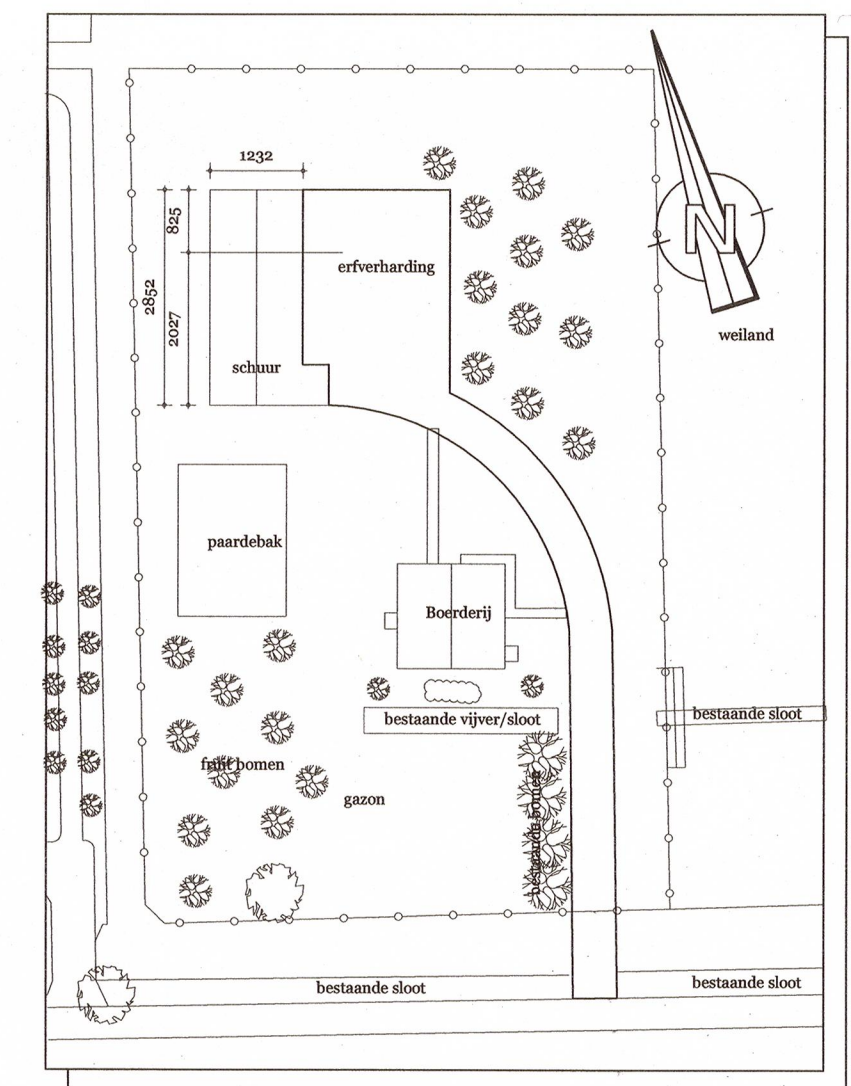 1232
825
2852
2027
erfverharding
schuur
N
weiland
paardebak
Boerderij
bestaande vijver/sloot
bestaande sloot
fruit bomen
gazon
bestaande bomen
bestaande sloot
bestaande sloot